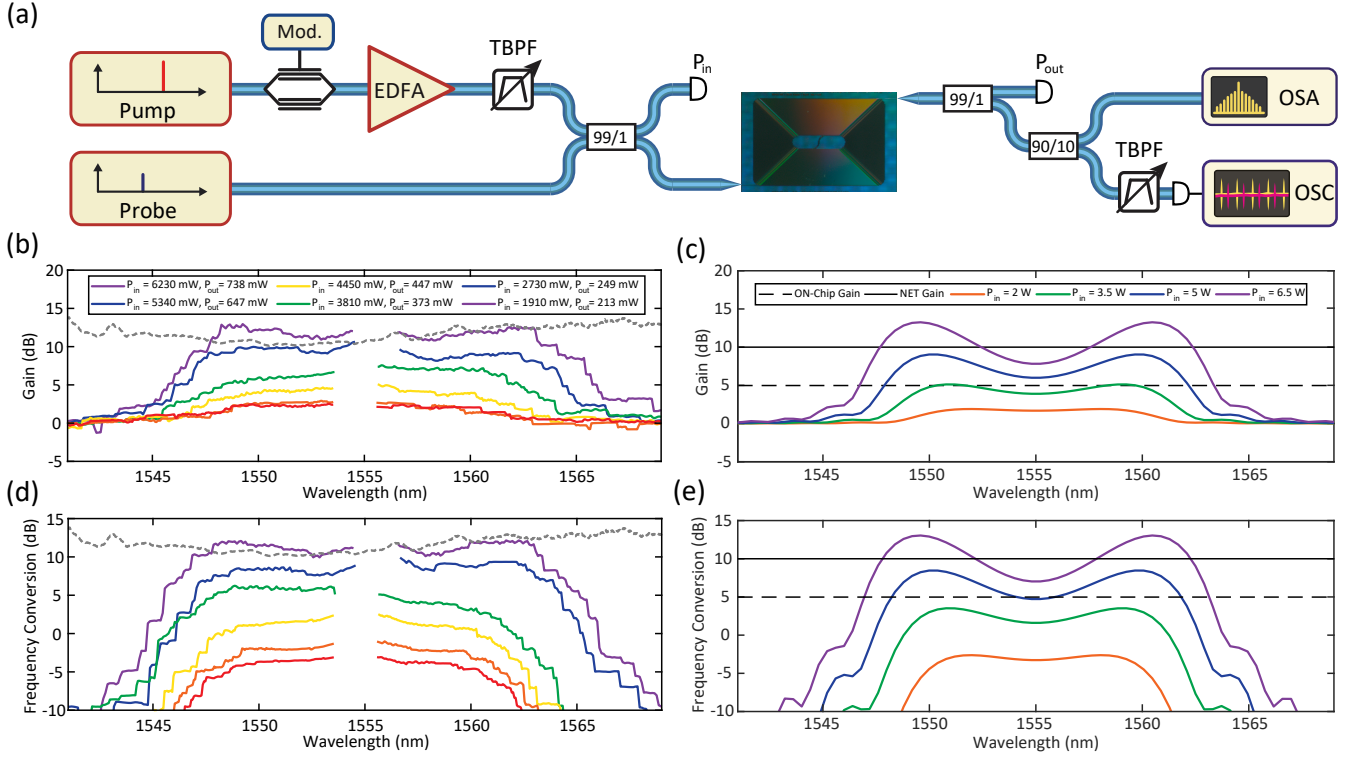 (a)
Mod.
TBPF
P_in
P_out
EDFA
Pump
99/1
99/1
OSA
90/10
TBPF
Probe
OSC
(b)
20
15
10
5
0
-5
Gain (dB)
P_in = 6230 mW, P_out= 738 mW
P_in = 4450 mW, P_out= 447 mW
P_in = 2730 mW, P_out= 249 mW
P_in = 5340 mW, P_out= 647 mW
P_in = 3810 mW, P_out= 373 mW
P_in = 1910 mW, P_out= 213 mW
1545 1550 1555 1560 1565
Wavelength (nm)
(c)
20
15
10
5
0
-5
Gain (dB)
ON-Chip Gain
NET Gain
P_in = 2 W
P_in = 3.5 W
P_in = 5 W
P_in = 6.5 W
1545 1550 1555 1560 1565
Wavelength (nm)
(d)
15
10
5
0
-5
-10
Frequency Conversion (dB)
1545 1550 1555 1560 1565
Wavelength (nm)
(e)
15
10
5
0
-5
-10
Frequency Conversion (dB)
1545 1550 1555 1560 1565
Wavelength (nm)